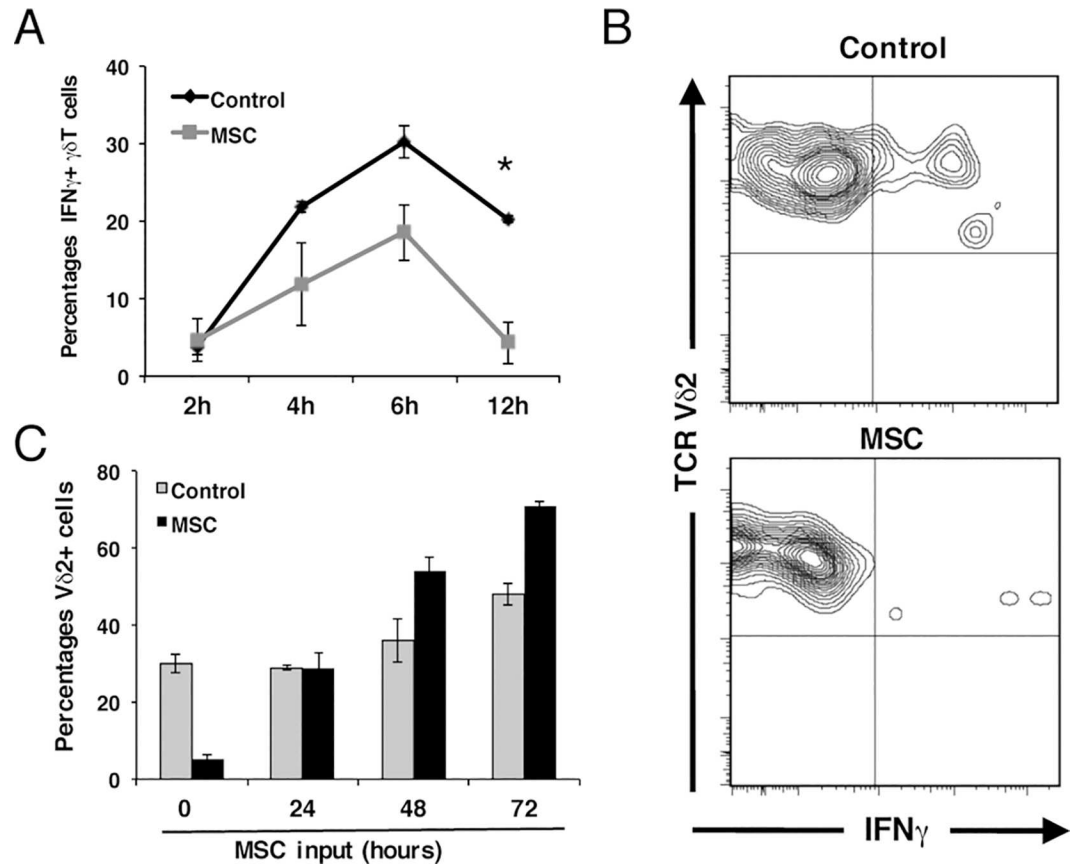 A
Percentages IFNγ+ γδT cells
40
30
20
10
0
Control
MSC
*
2h
4h
6h
12h
B
Control
TCR Vδ2
MSC
IFNγ
C
Percentages Vδ2+ cells
80
60
40
20
0
Control
MSC
0
24
48
72
MSC input (hours)